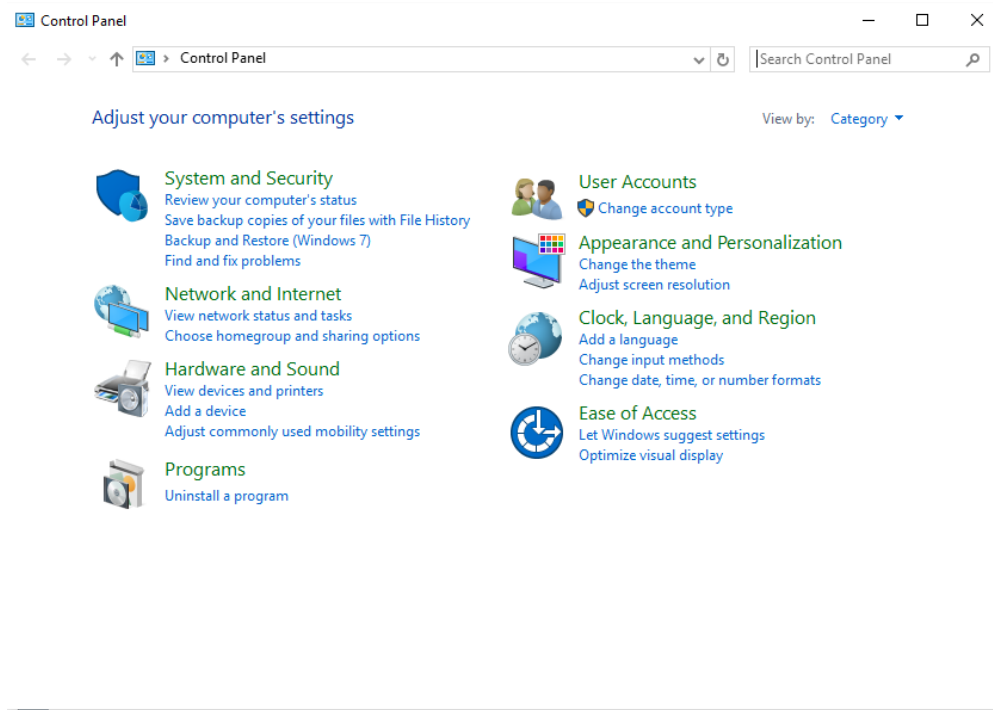 Control Panel
Control Panel
Search Control Panel
Adjust your computer's settings
View by: Category
System and Security
Review your computer's status
Save backup copies of your files with File History
Backup and Restore (Windows 7)
Find and fix problems
Network and Internet
View network status and tasks
Choose homegroup and sharing options
Hardware and Sound
View devices and printers
Add a device
Adjust commonly used mobility settings
Programs
Uninstall a program
User Accounts
Change account type
Appearance and Personalization
Change the theme
Adjust screen resolution
Clock, Language, and Region
Add a language
Change input methods
Change date, time, or number formats
Ease of Access
Let Windows suggest settings
Optimize visual display